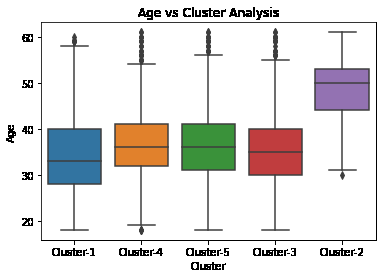 Age vs Cluster Analysis
60
50
40
30
20
Age
Cluster-1 Cluster-4 Cluster-5 Cluster-3 Cluster-2
Cluster